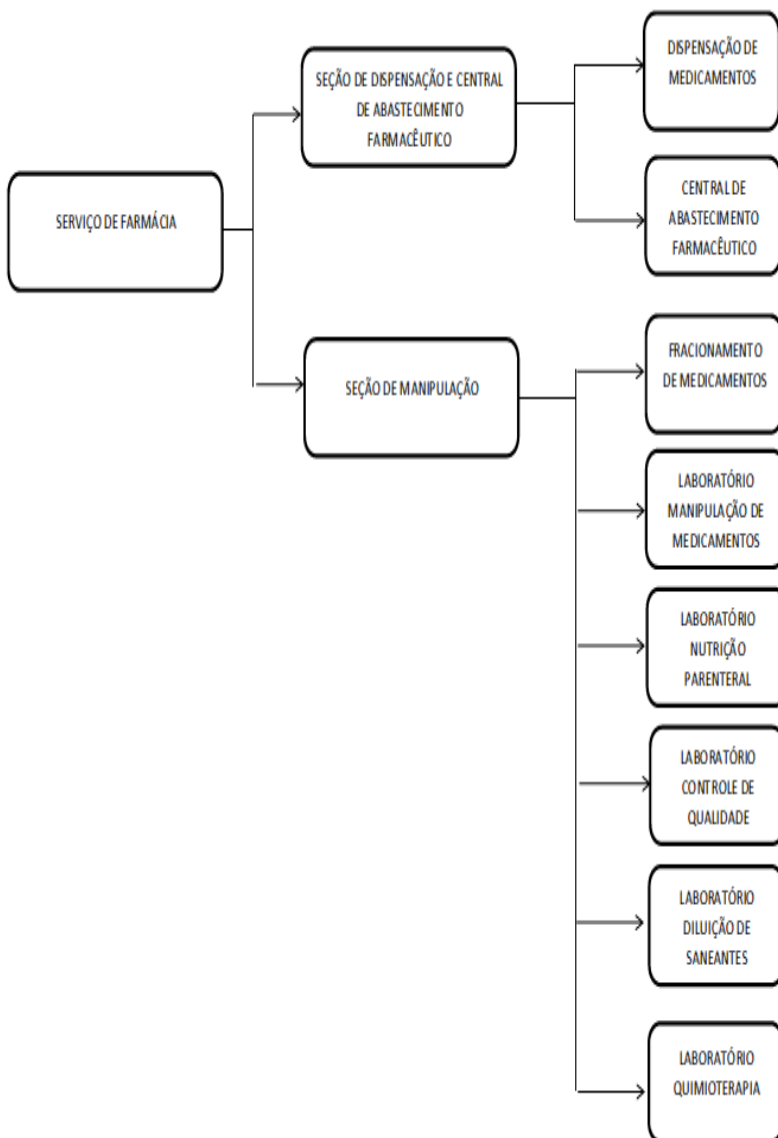 SERVIÇO DE FARMÁCIA
SEÇÃO DE DISPENSAÇÃO E CENTRAL
DE ABASTECIMENTO
FARMACÊUTICO
DISPENSAÇÃO DE
MEDICAMENTOS
CENTRAL DE
ABASTECIMENTO
FARMACÊUTICO
SEÇÃO DE MANIPULAÇÃO
FRACIONAMENTO
DE MEDICAMENTOS
LABORATÓRIO
MANIPULAÇÃO DE
MEDICAMENTOS
LABORATÓRIO
NUTRIÇÃO
PARENTERAL
LABORATÓRIO
CONTROLE DE
QUALIDADE
LABORATÓRIO
DILUIÇÃO DE
SANEANTES
LABORATÓRIO
QUIMIOTERAPIA